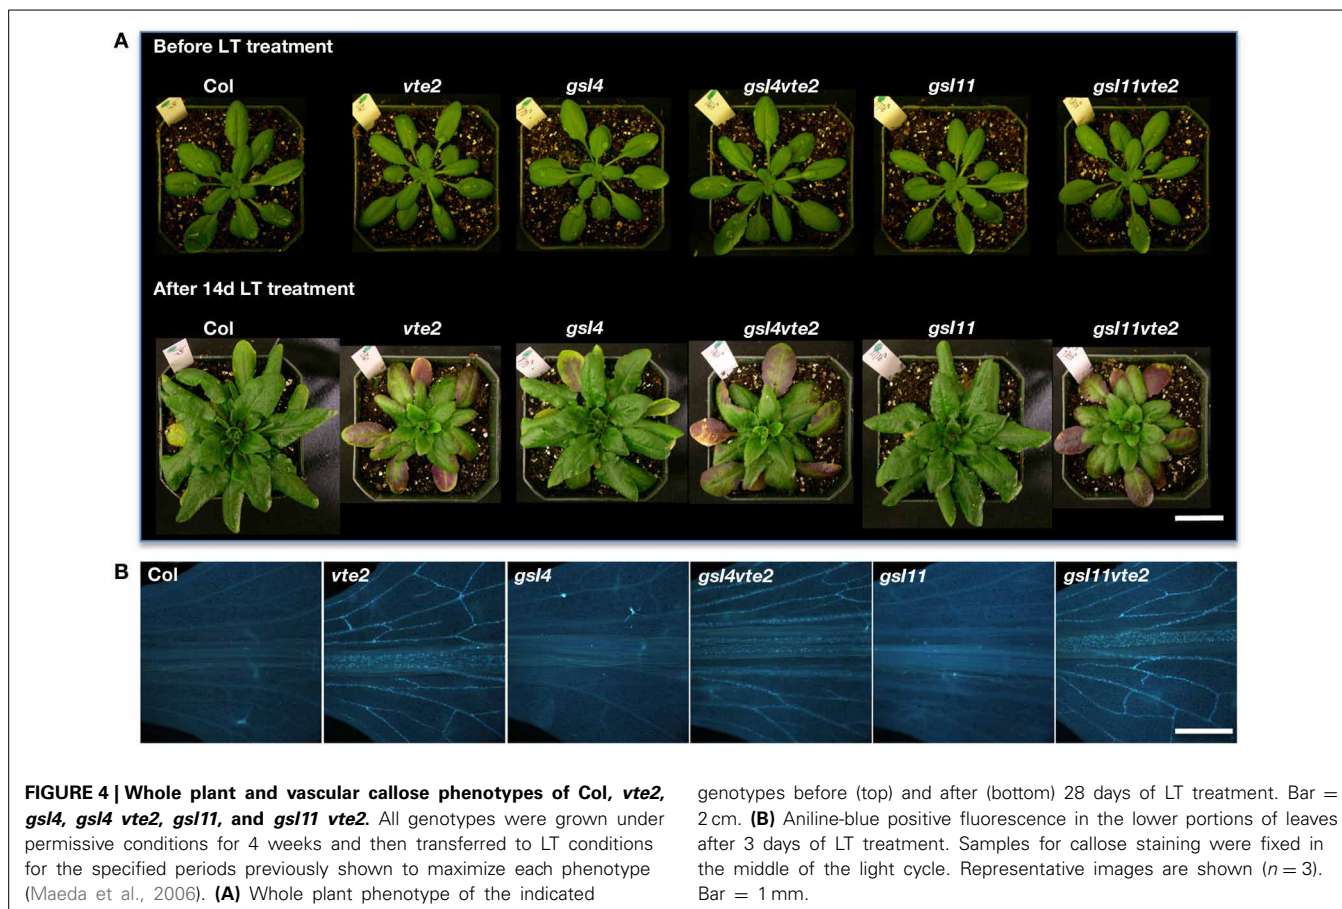 A
Before LT treatment
Col vte2 gsl4 gsl4vte2 gsl11 gsl11vte2
After 14d LT treatment
Col vte2 gsl4 gsl4vte2 gsl11 gsl11vte2
B
Col vte2 gsl4 gsl4vte2 gsl11 gsl11vte2
FIGURE 4 | Whole plant and vascular callose phenotypes of Col, vte2,
gsl4, gsl4 vte2, gsl11, and gsl11 vte2. All genotypes were grown under
permissive conditions for 4 weeks and then transferred to LT conditions
for the specified periods previously shown to maximize each phenotype
(Maeda et al., 2006). (A) Whole plant phenotype of the indicated
genotypes before (top) and after (bottom) 28 days of LT treatment. Bar =
2 cm. (B) Aniline-blue positive fluorescence in the lower portions of leaves
after 3 days of LT treatment. Samples for callose staining were fixed in
the middle of the light cycle. Representative images are shown (n = 3).
Bar = 1 mm.